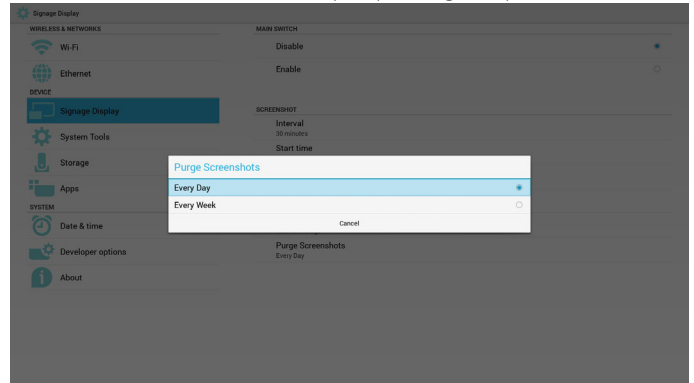 Signage Display
WIRELESS & NETWORKS
Wi-Fi
Ethernet
DEVICE
Signage Display
System Tools
Storage
Apps
SYSTEM
Date & time
Developer options
About
MAIN SWITCH
Disable
Enable
SCREENSHOT
Interval
30 minutes
Start time
Purge Screenshots
Every Day
Every Week
Cancel
Purge Screenshots
Every Day